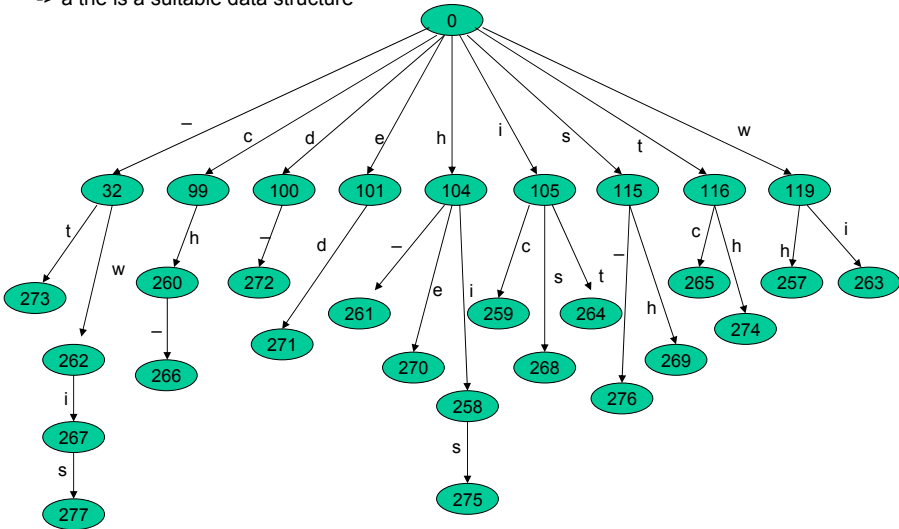 -> a trie is a suitable data structure
0
_ c d e h i s t w
32 99 100 101 104 105 115 116 119
t w h _ d _ e i c s t _ h c h h i
273 260 272 261 259 264 265 257 263
271 274
262 _ 266 270 268 276 269
i 258
267
s s
277 275